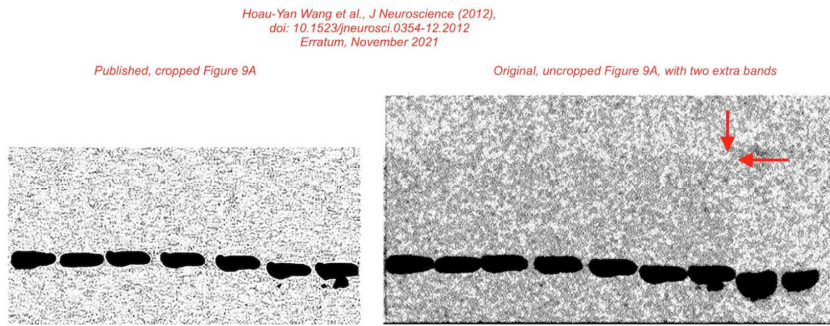 Hoau-Yan Wang et al., J Neuroscience (2012),
doi: 10.1523/jneurosci.0354-12.2012
Erratum, November 2021
Published, cropped Figure 9A
Original, uncropped Figure 9A, with two extra bands